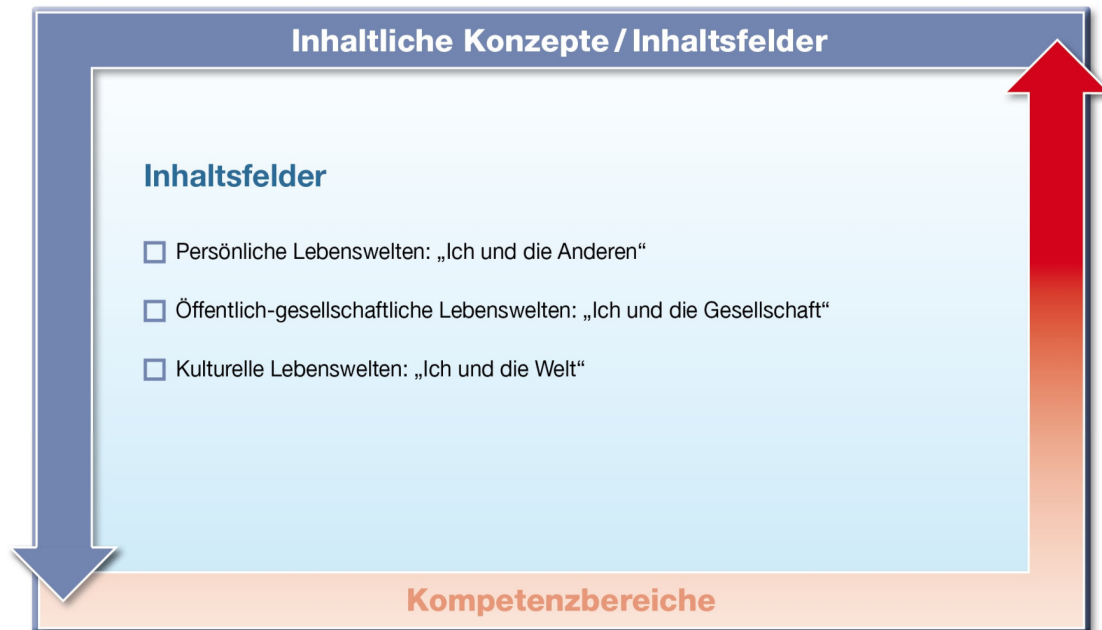 Inhaltliche Konzepte / Inhaltsfelder
Inhaltsfelder
Persönliche Lebenswelten: „Ich und die Anderen“
Öffentlich-gesellschaftliche Lebenswelten: „Ich und die Gesellschaft“
Kulturelle Lebenswelten: „Ich und die Welt“
Kompetenzbereiche